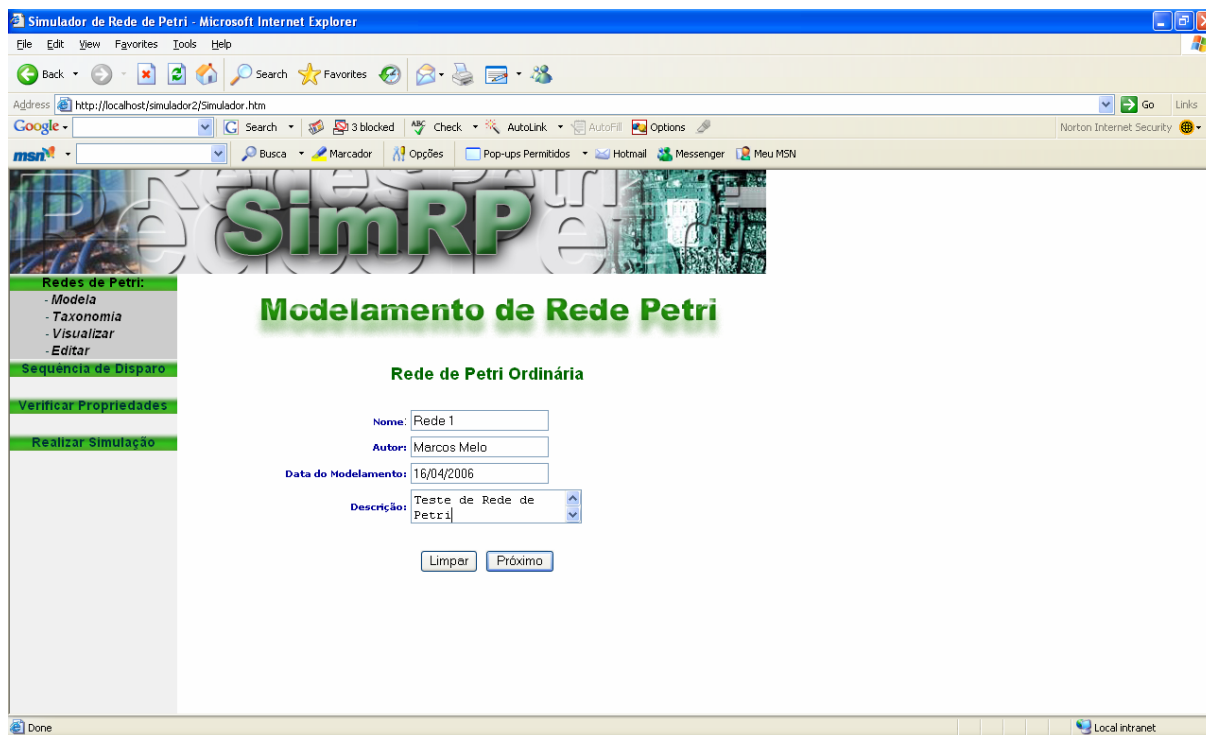 Simulador de Rede de Petri - Microsoft Internet Explorer
File Edit View Favorites Tools Help
Back Search Favorites
Address http://localhost/simulador2/Simulador.htm Go Links
Google Search 3 blocked ABC Check AutoLink AutoFill Options Norton Internet Security
msn Busca Marcador Opções Pop-ups Permitidos Hotmail Messenger Meu MSN
SimRP
Redes de Petri:
- Modela
- Taxonomia
- Visualizar
- Editar
Sequência de Disparo
Verificar Propriedades
Realizar Simulação
Modelamento de Rede Petri
Rede de Petri Ordinária
Nome: Rede 1
Autor: Marcos Melo
Data do Modelamento: 16/04/2006
Descrição: Teste de Rede de
Petri
Limpar Próximo
Done Local intranet